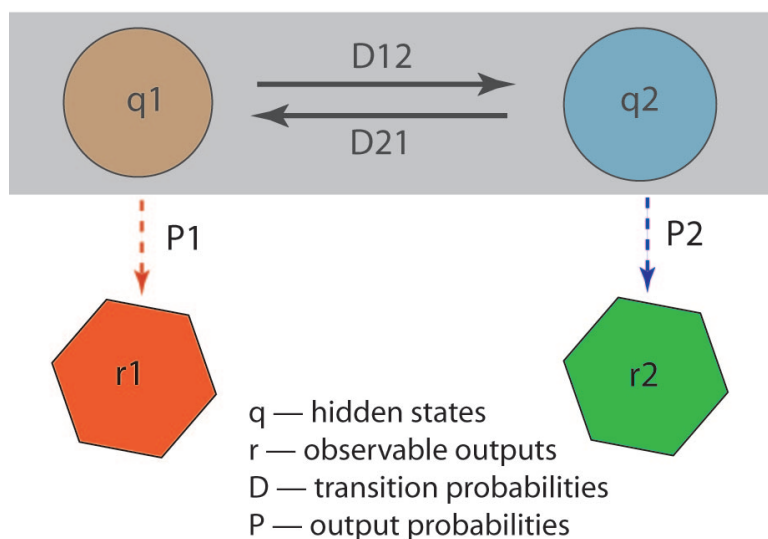 D12
q1
q2
D21
P1
P2
r1
r2
q — hidden states
r — observable outputs
D — transition probabilities
P — output probabilities